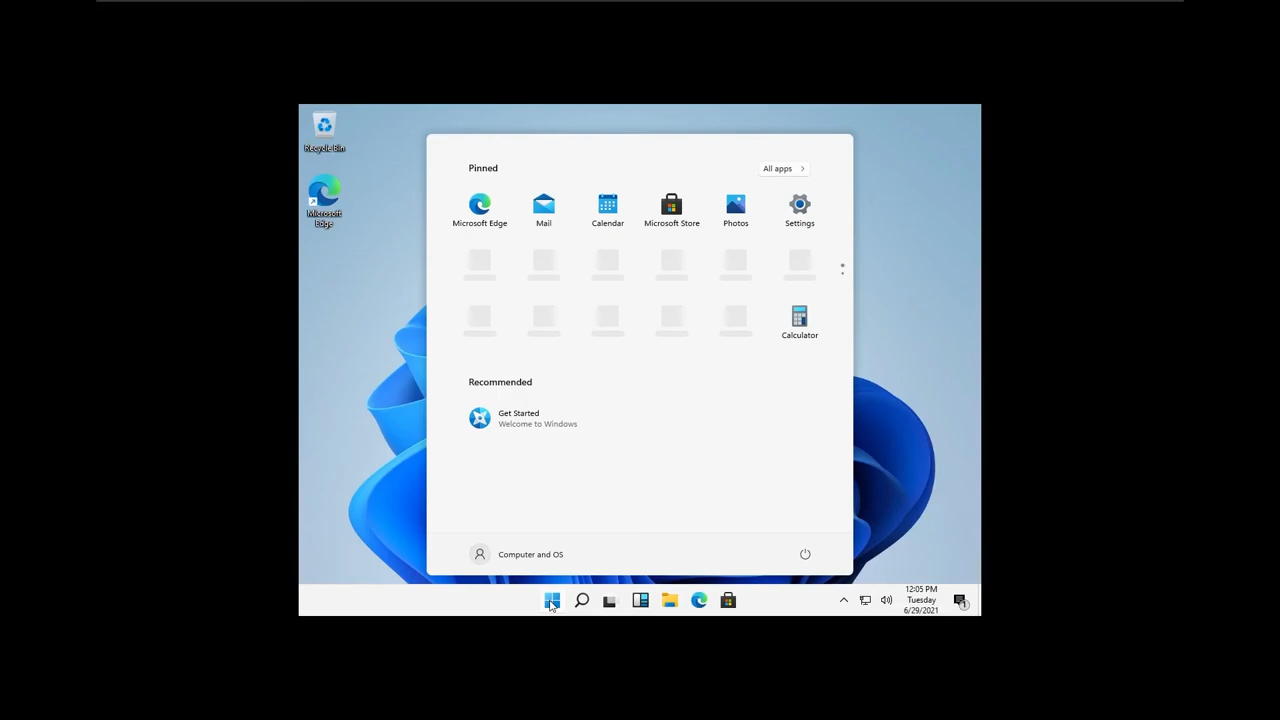 Recycle Bin
Microsoft
Edge
Pinned
All apps
Microsoft Edge
Mail
Calendar
Microsoft Store
Photos
Settings
Calculator
Recommended
Get Started
Welcome to Windows
Computer and OS
12:05 PM
Tuesday
6/29/2021
1